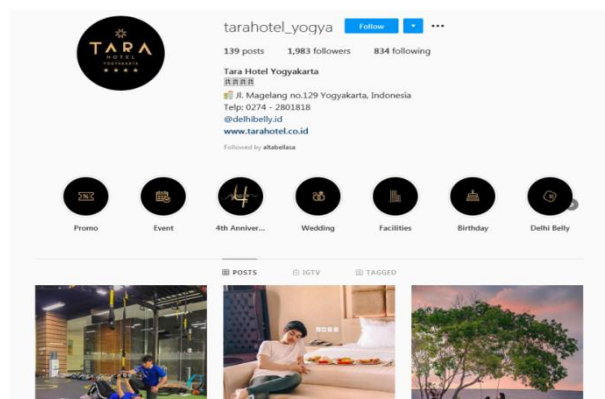 TARA
HOTEL
YOGYAKARTA
tarahotel_yogya Follow
139 posts 1,983 followers 834 following
Tara Hotel Yogyakarta
Jl. Magelang no.129 Yogyakarta, Indonesia
Telp: 0274 - 2801818
@delhibelly.id
www.tarahotel.co.id
Followed by altabellasa
Promo Event 4th Anniver... Wedding Facilities Birthday Delhi Belly
POSTS IGTV TAGGED